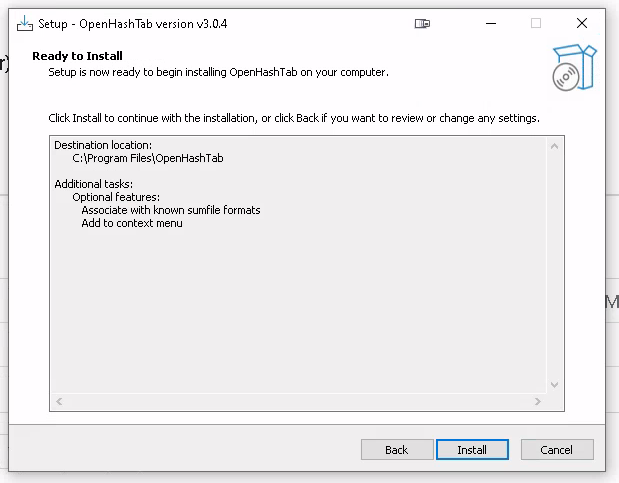 Setup - OpenHashTab version v3.0.4
r)
Ready to Install
Setup is now ready to begin installing OpenHashTab on your computer.
Click Install to continue with the installation, or click Back if you want to review or change any settings.
Destination location:
C:\Program Files\OpenHashTab
Additional tasks:
Optional features:
Associate with known sumfile formats
Add to context menu
M
Back
Install
Cancel